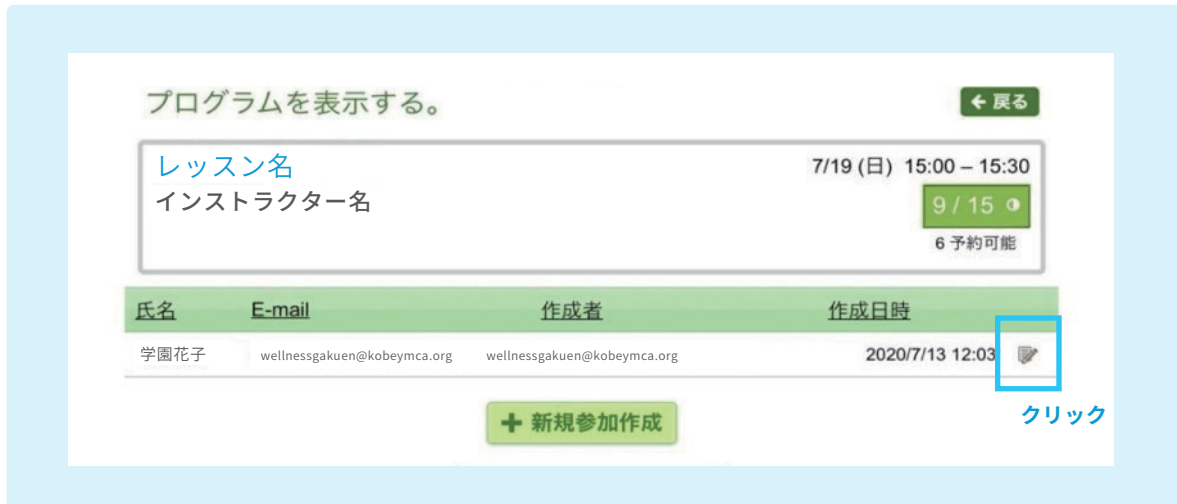 プログラムを表示する。
← 戻る
レッスン名
7/19 (日) 15:00 – 15:30
インストラクター名
9 / 15
6 予約可能
氏名 E-mail 作成者 作成日時
学園花子 wellnessgakuen@kobeymca.org wellnessgakuen@kobeymca.org 2020/7/13 12:03
クリック
+ 新規参加作成